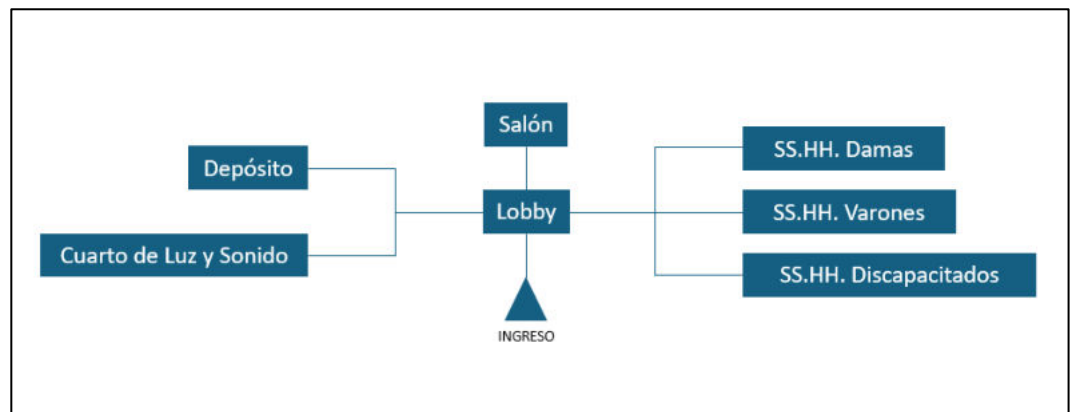 Salón
Depósito
SS.HH. Damas
Lobby
SS.HH. Varones
Cuarto de Luz y Sonido
SS.HH. Discapacitados
INGRESO